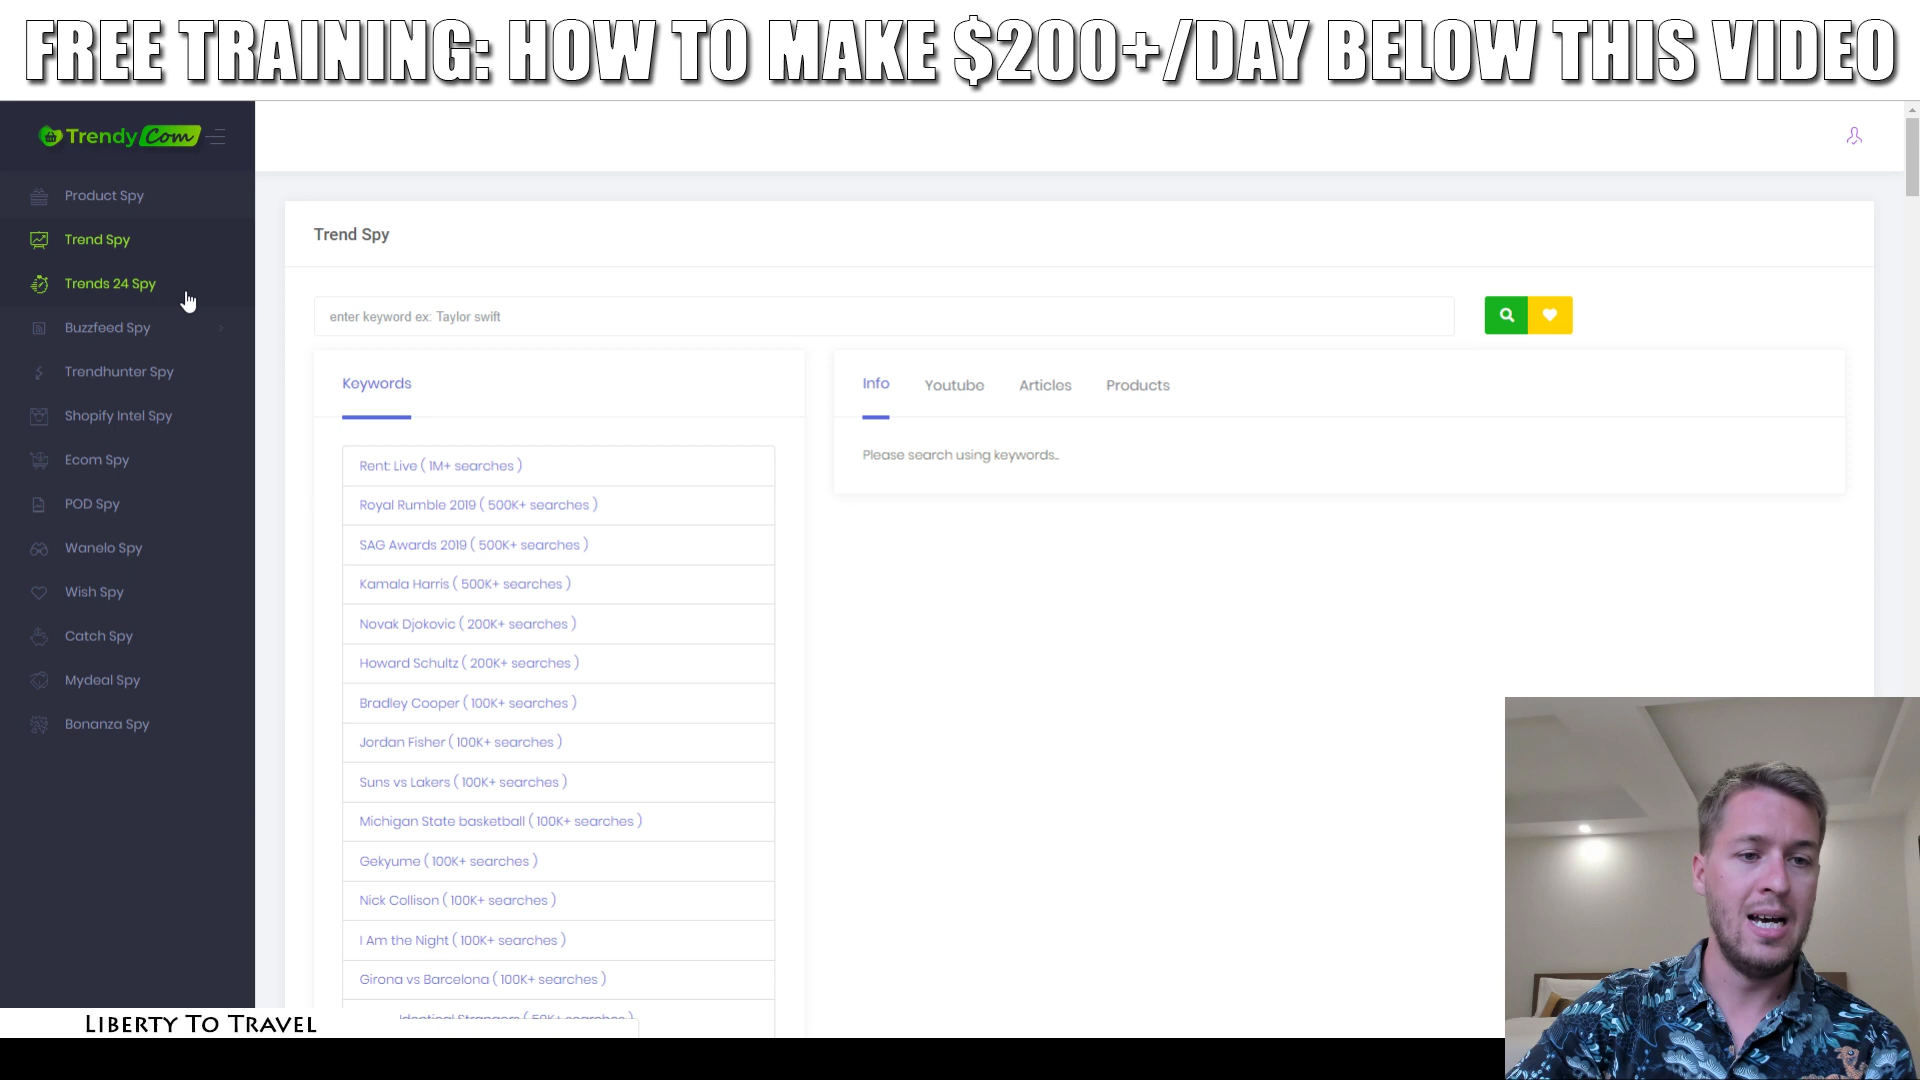 FREE TRAINING: HOW TO MAKE $200+/DAY BELOW THIS VIDEO
TrendyCom
Product Spy
Trend Spy
Trends 24 Spy
Buzzfeed Spy
Trendhunter Spy
Shopify Intel Spy
Ecom Spy
POD Spy
Wanelo Spy
Wish Spy
Catch Spy
Mydeal Spy
Bonanza Spy
Trend Spy
enter keyword ex: Taylor swift
Keywords
Rent: Live ( 1M+ searches )
Royal Rumble 2019 ( 500K+ searches )
SAG Awards 2019 ( 500K+ searches )
Kamala Harris ( 500K+ searches )
Novak Djokovic ( 200K+ searches )
Howard Schultz ( 200K+ searches )
Bradley Cooper ( 100K+ searches )
Jordan Fisher ( 100K+ searches )
Suns vs Lakers ( 100K+ searches )
Michigan State basketball ( 100K+ searches )
Gekyume ( 100K+ searches )
Nick Collison ( 100K+ searches )
I Am the Night ( 100K+ searches )
Girona vs Barcelona ( 100K+ searches )
Identical Strangers ( 50K+ searches )
Info Youtube Articles Products
Please search using keywords..
LIBERTY TO TRAVEL